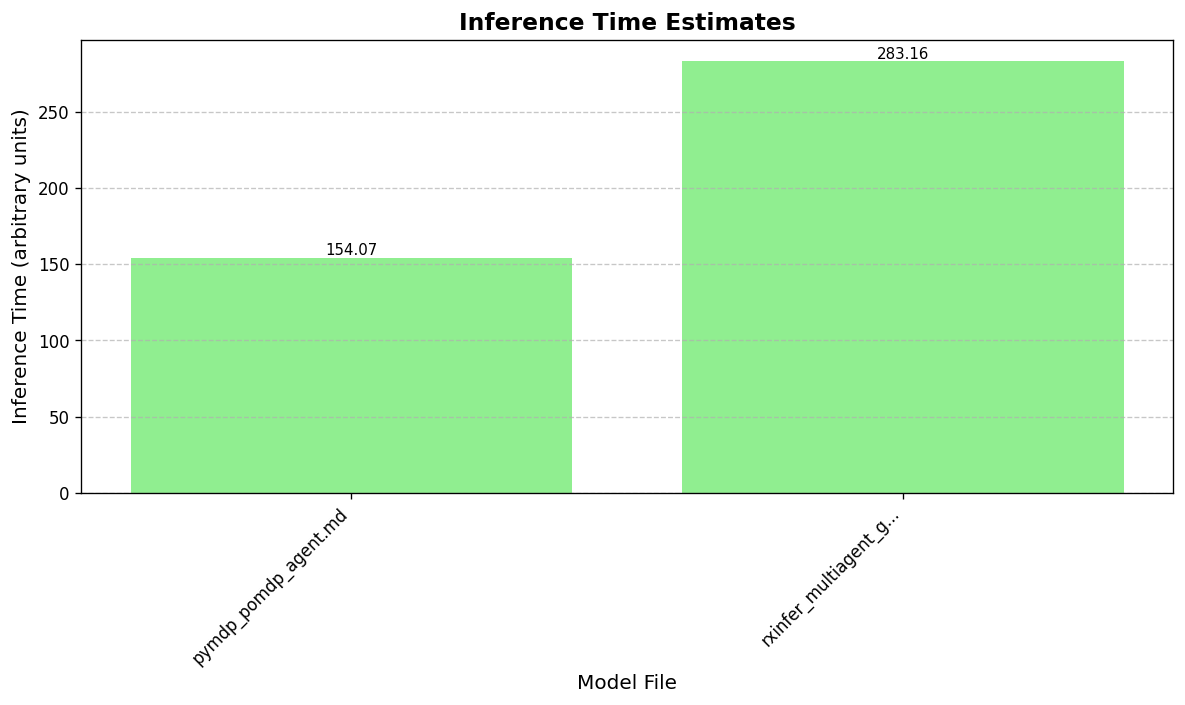 Inference Time Estimates
283.16
154.07
Inference Time (arbitrary units)
250
200
150
100
50
0
pymdp_pomdp_agent.md
rxinfer_multiagent_g...
Model File